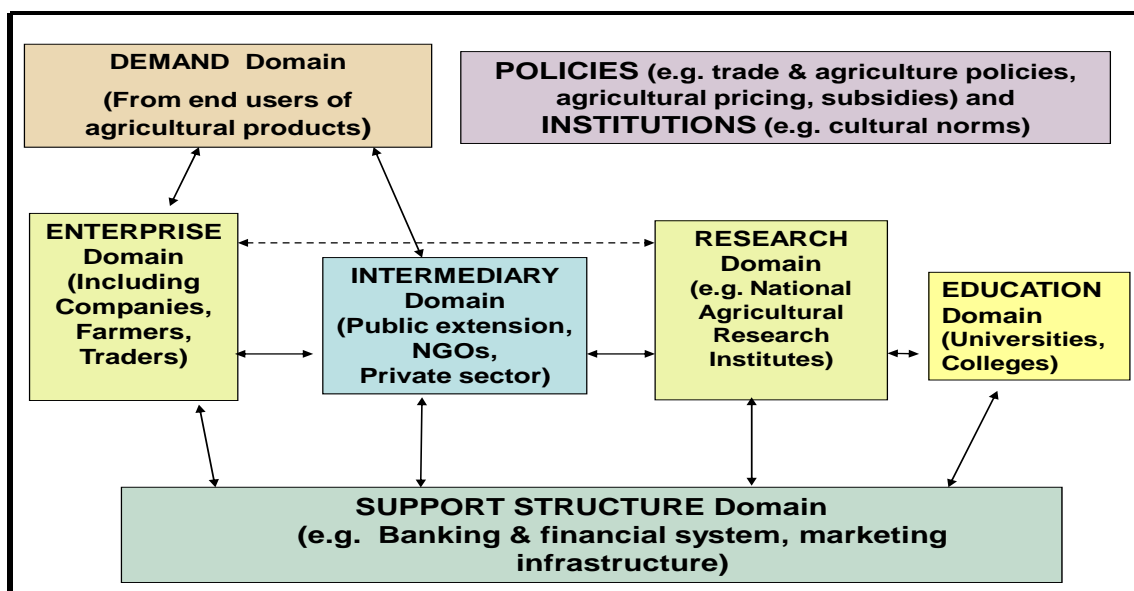 DEMAND Domain
(From end users of
agricultural products)
POLICIES (e.g. trade & agriculture policies,
agricultural pricing, subsidies) and
INSTITUTIONS (e.g. cultural norms)
ENTERPRISE
Domain
(Including
Companies,
Farmers,
Traders)
INTERMEDIARY
Domain
(Public extension,
NGOs,
Private sector)
RESEARCH
Domain
(e.g. National
Agricultural
Research
Institutes)
EDUCATION
Domain
(Universities,
Colleges)
SUPPORT STRUCTURE Domain
(e.g. Banking & financial system, marketing
infrastructure)